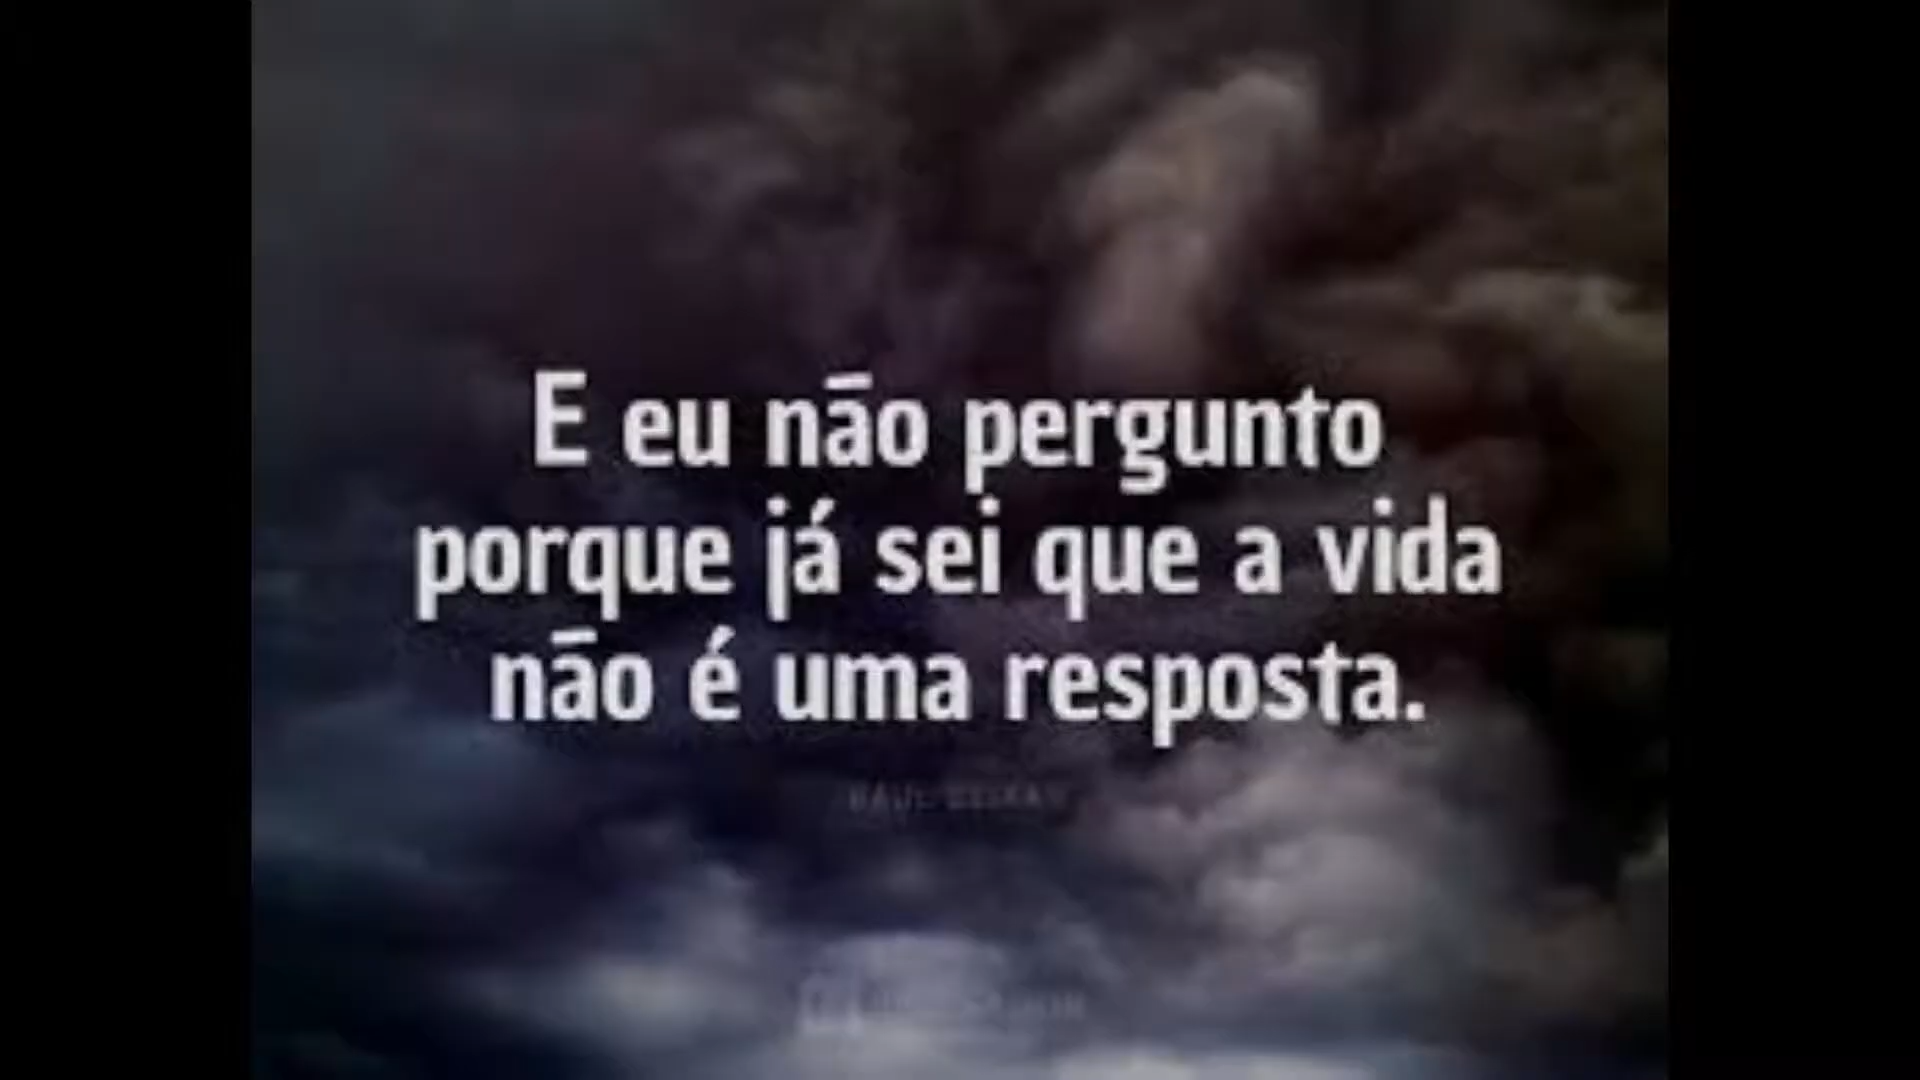 E eu não pergunto
porque já sei que a vida
não é uma resposta.